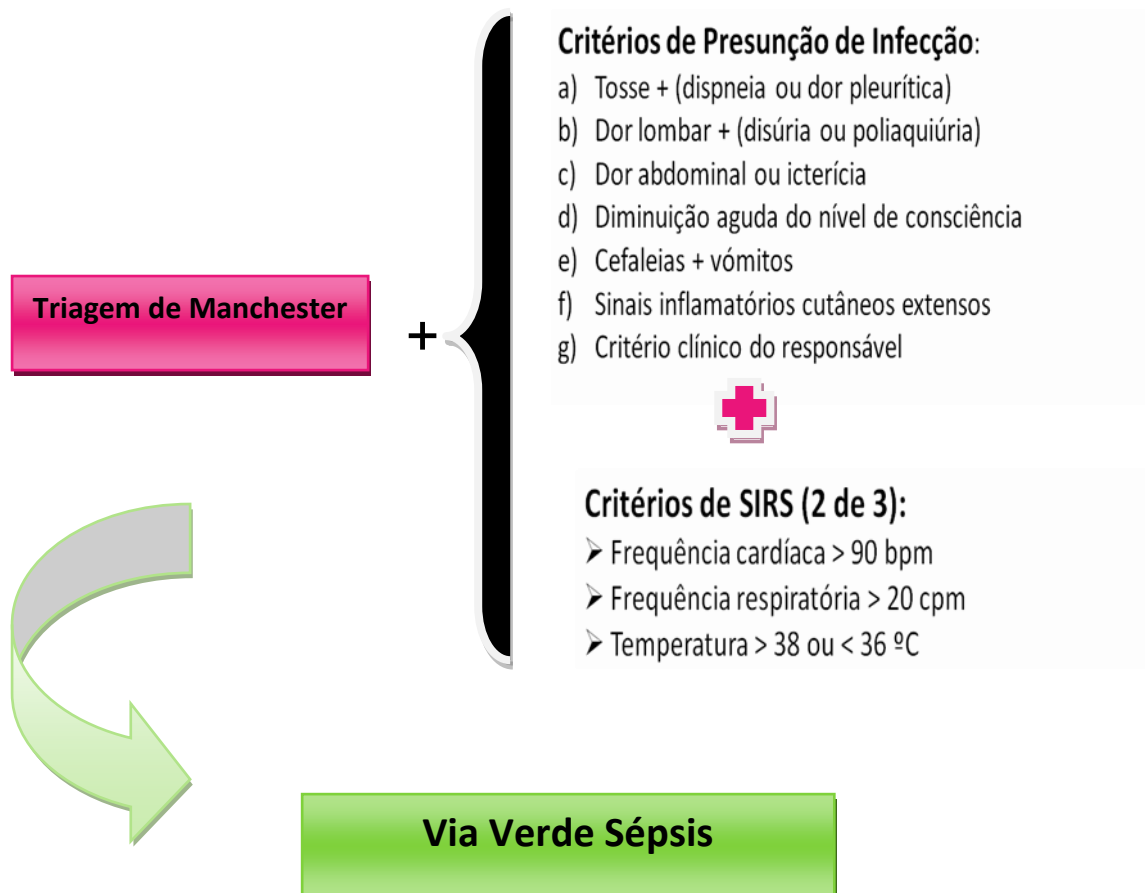 Triagem de Manchester
+
Critérios de Presunção de Infecção:
a) Tosse + (dispneia ou dor pleurítica)
b) Dor lombar + (disúria ou poliaquiúria)
c) Dor abdominal ou icterícia
d) Diminuição aguda do nível de consciência
e) Cefaleias + vómitos
f) Sinais inflamatórios cutâneos extensos
g) Critério clínico do responsável
Critérios de SIRS (2 de 3):
➢ Frequência cardíaca > 90 bpm
➢ Frequência respiratória > 20 cpm
➢ Temperatura > 38 ou < 36 ºC
Via Verde Sépsis